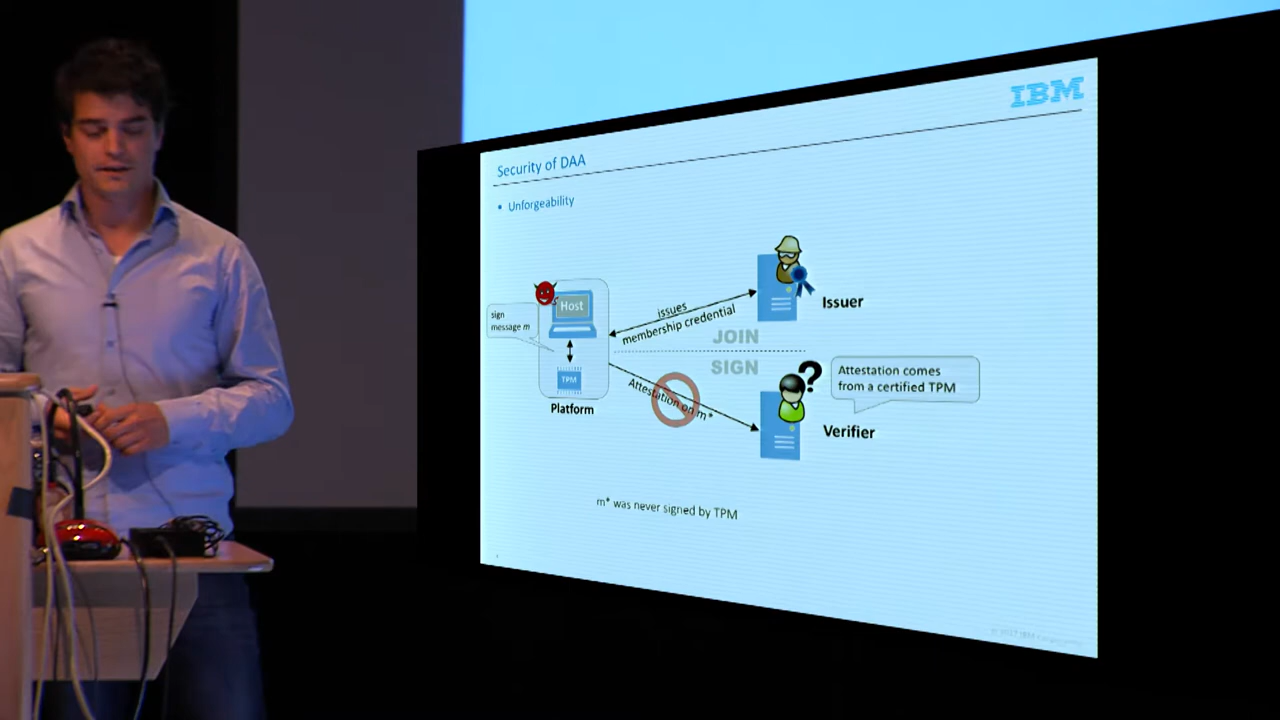 IBM
Security of DAA
• Unforgeability
Host
sign
message m
TPM
Platform
issues
membership credential
Issuer
JOIN
SIGN
Attestation on m*
Attestation comes
from a certified TPM
Verifier
m* was never signed by TPM